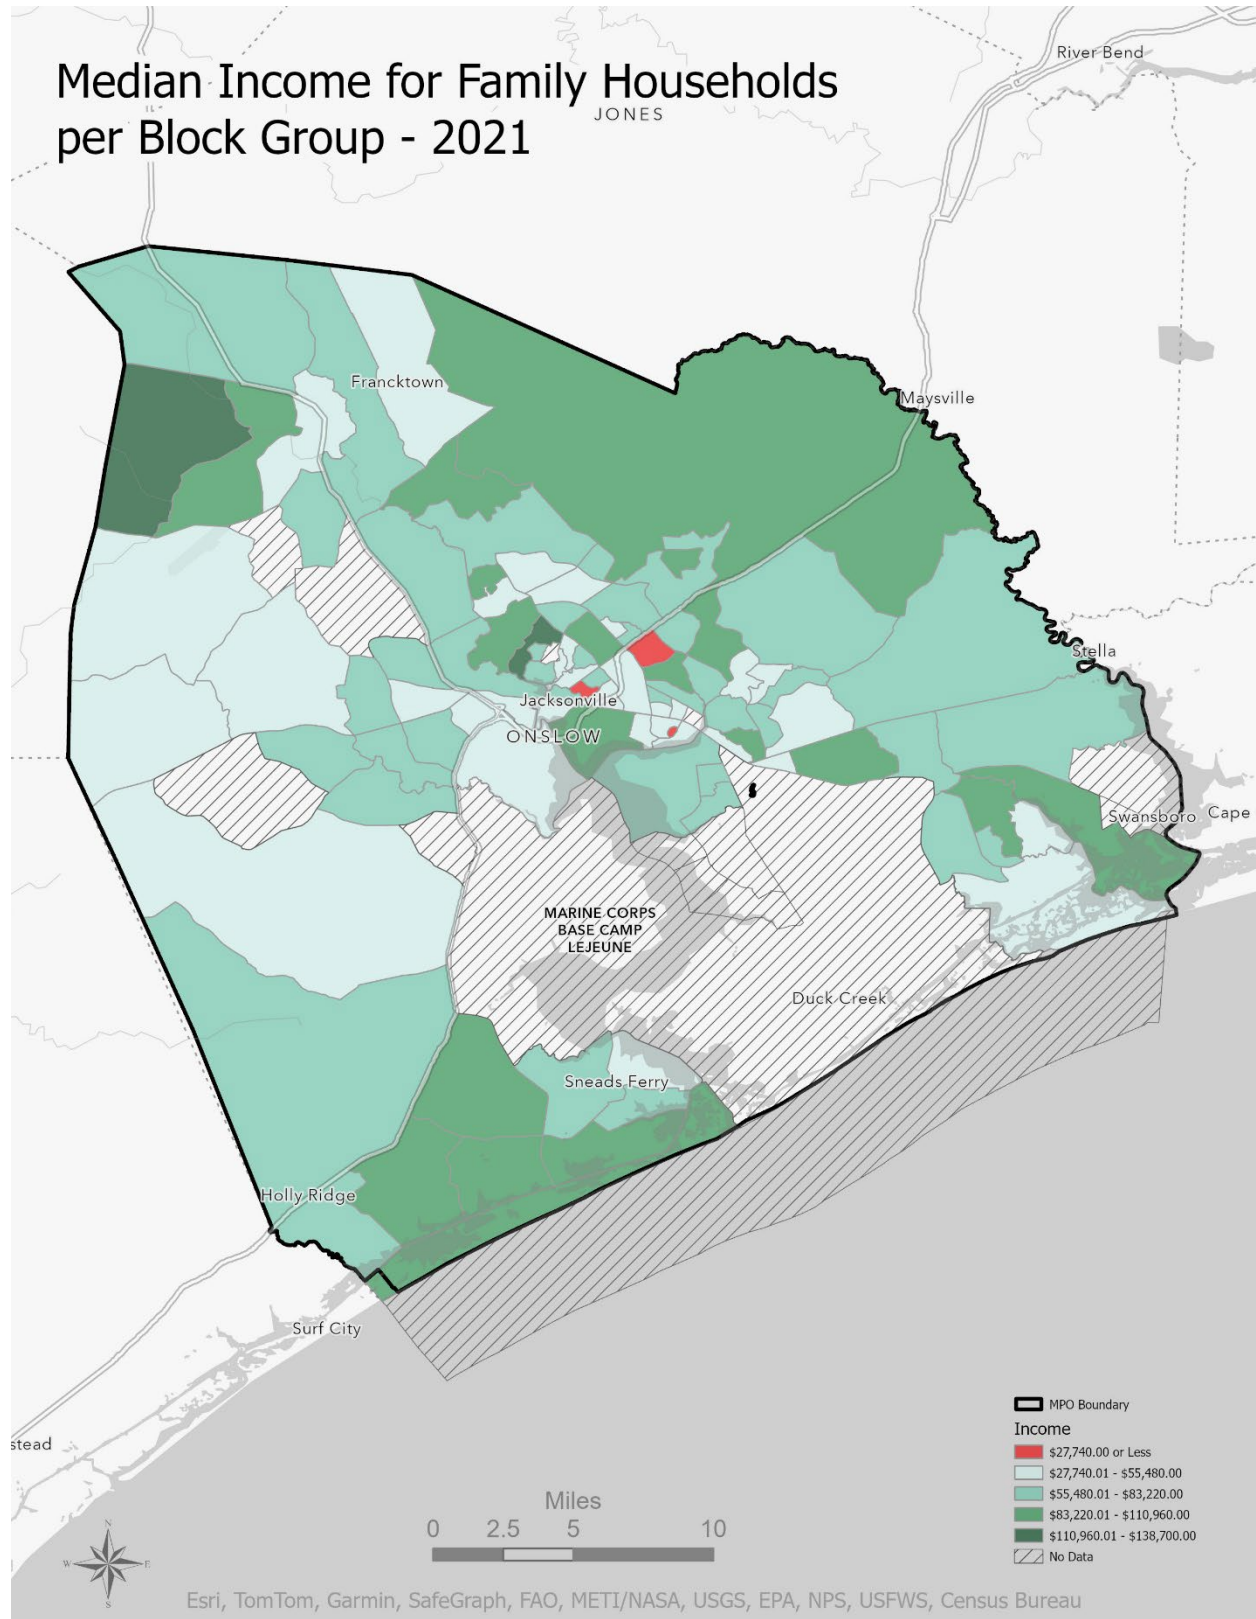 Median Income for Family Households
per Block Group - 2021
River Bend
JONES
Francktown
Maysville
Stella
Jacksonville
ONSLOW
Swansboro
Cape
MARINE CORPS
BASE CAMP
LEJEUNE
Duck Creek
Sneads Ferry
Holly Ridge
Surf City
stead
MPO Boundary
Income
$27,740.00 or Less
$27,740.01 - $55,480.00
$55,480.01 - $83,220.00
$83,220.01 - $110,960.00
$110,960.01 - $138,700.00
No Data
Miles
0 2.5 5 10
N
W E
S
Esri, TomTom, Garmin, SafeGraph, FAO, METI/NASA, USGS, EPA, NPS, USFWS, Census Bureau